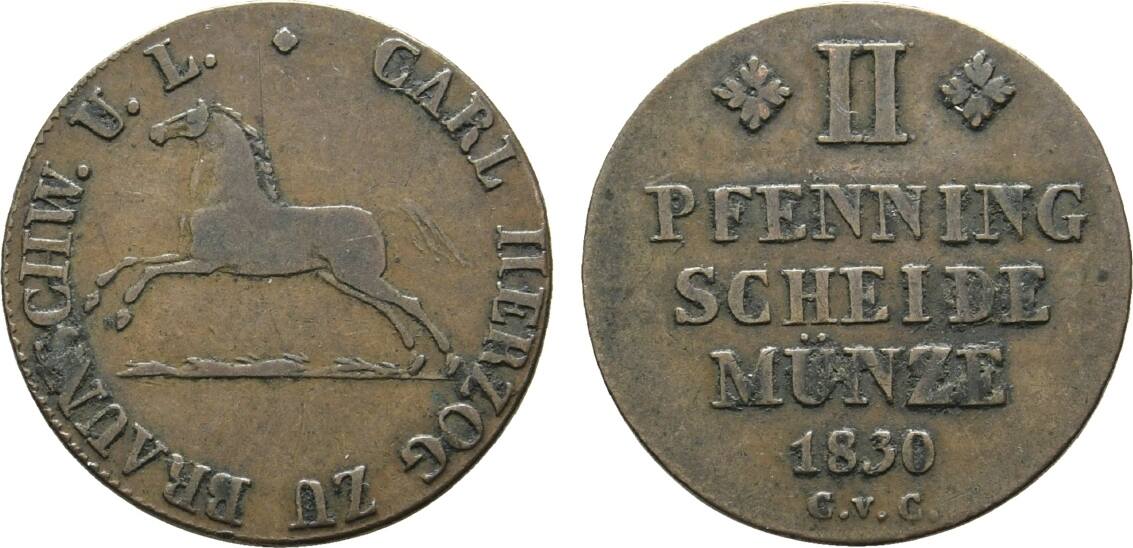 CARL HERZOG ZU BRAUNSCHW. U. L.
II
PFENNING
SCHEIDE
MÜNZE
1830
C.v.C.